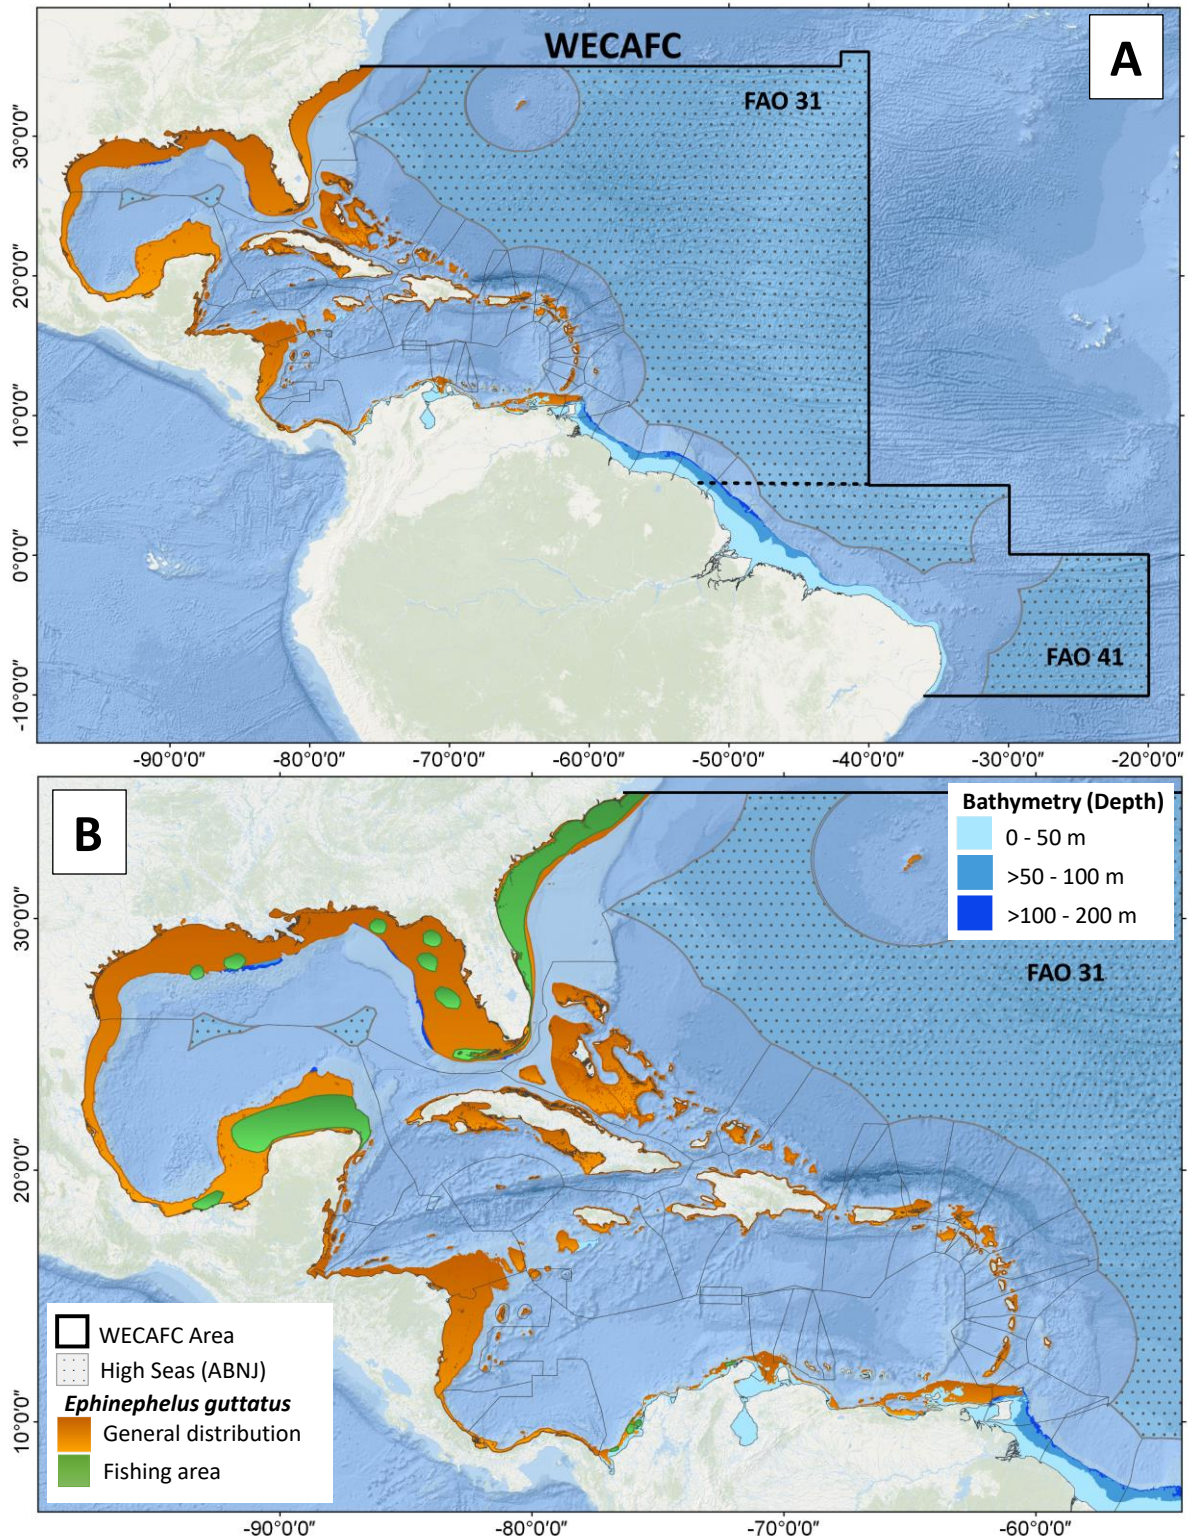 WECAFC
A
FAO 31
30°0'0"
20°0'0"
10°0'0"
0°0'0"
-10°0'0"
FAO 41
-90°0'0" -80°0'0" -70°0'0" -60°0'0" -50°0'0" -40°0'0" -30°0'0" -20°0'0"
B
Bathymetry (Depth)
0 - 50 m
>50 - 100 m
>100 - 200 m
FAO 31
30°0'0"
20°0'0"
10°0'0"
WECAFC Area
High Seas (ABNJ)
Ephinephelus guttatus
General distribution
Fishing area
-90°0'0" -80°0'0" -70°0'0" -60°0'0"